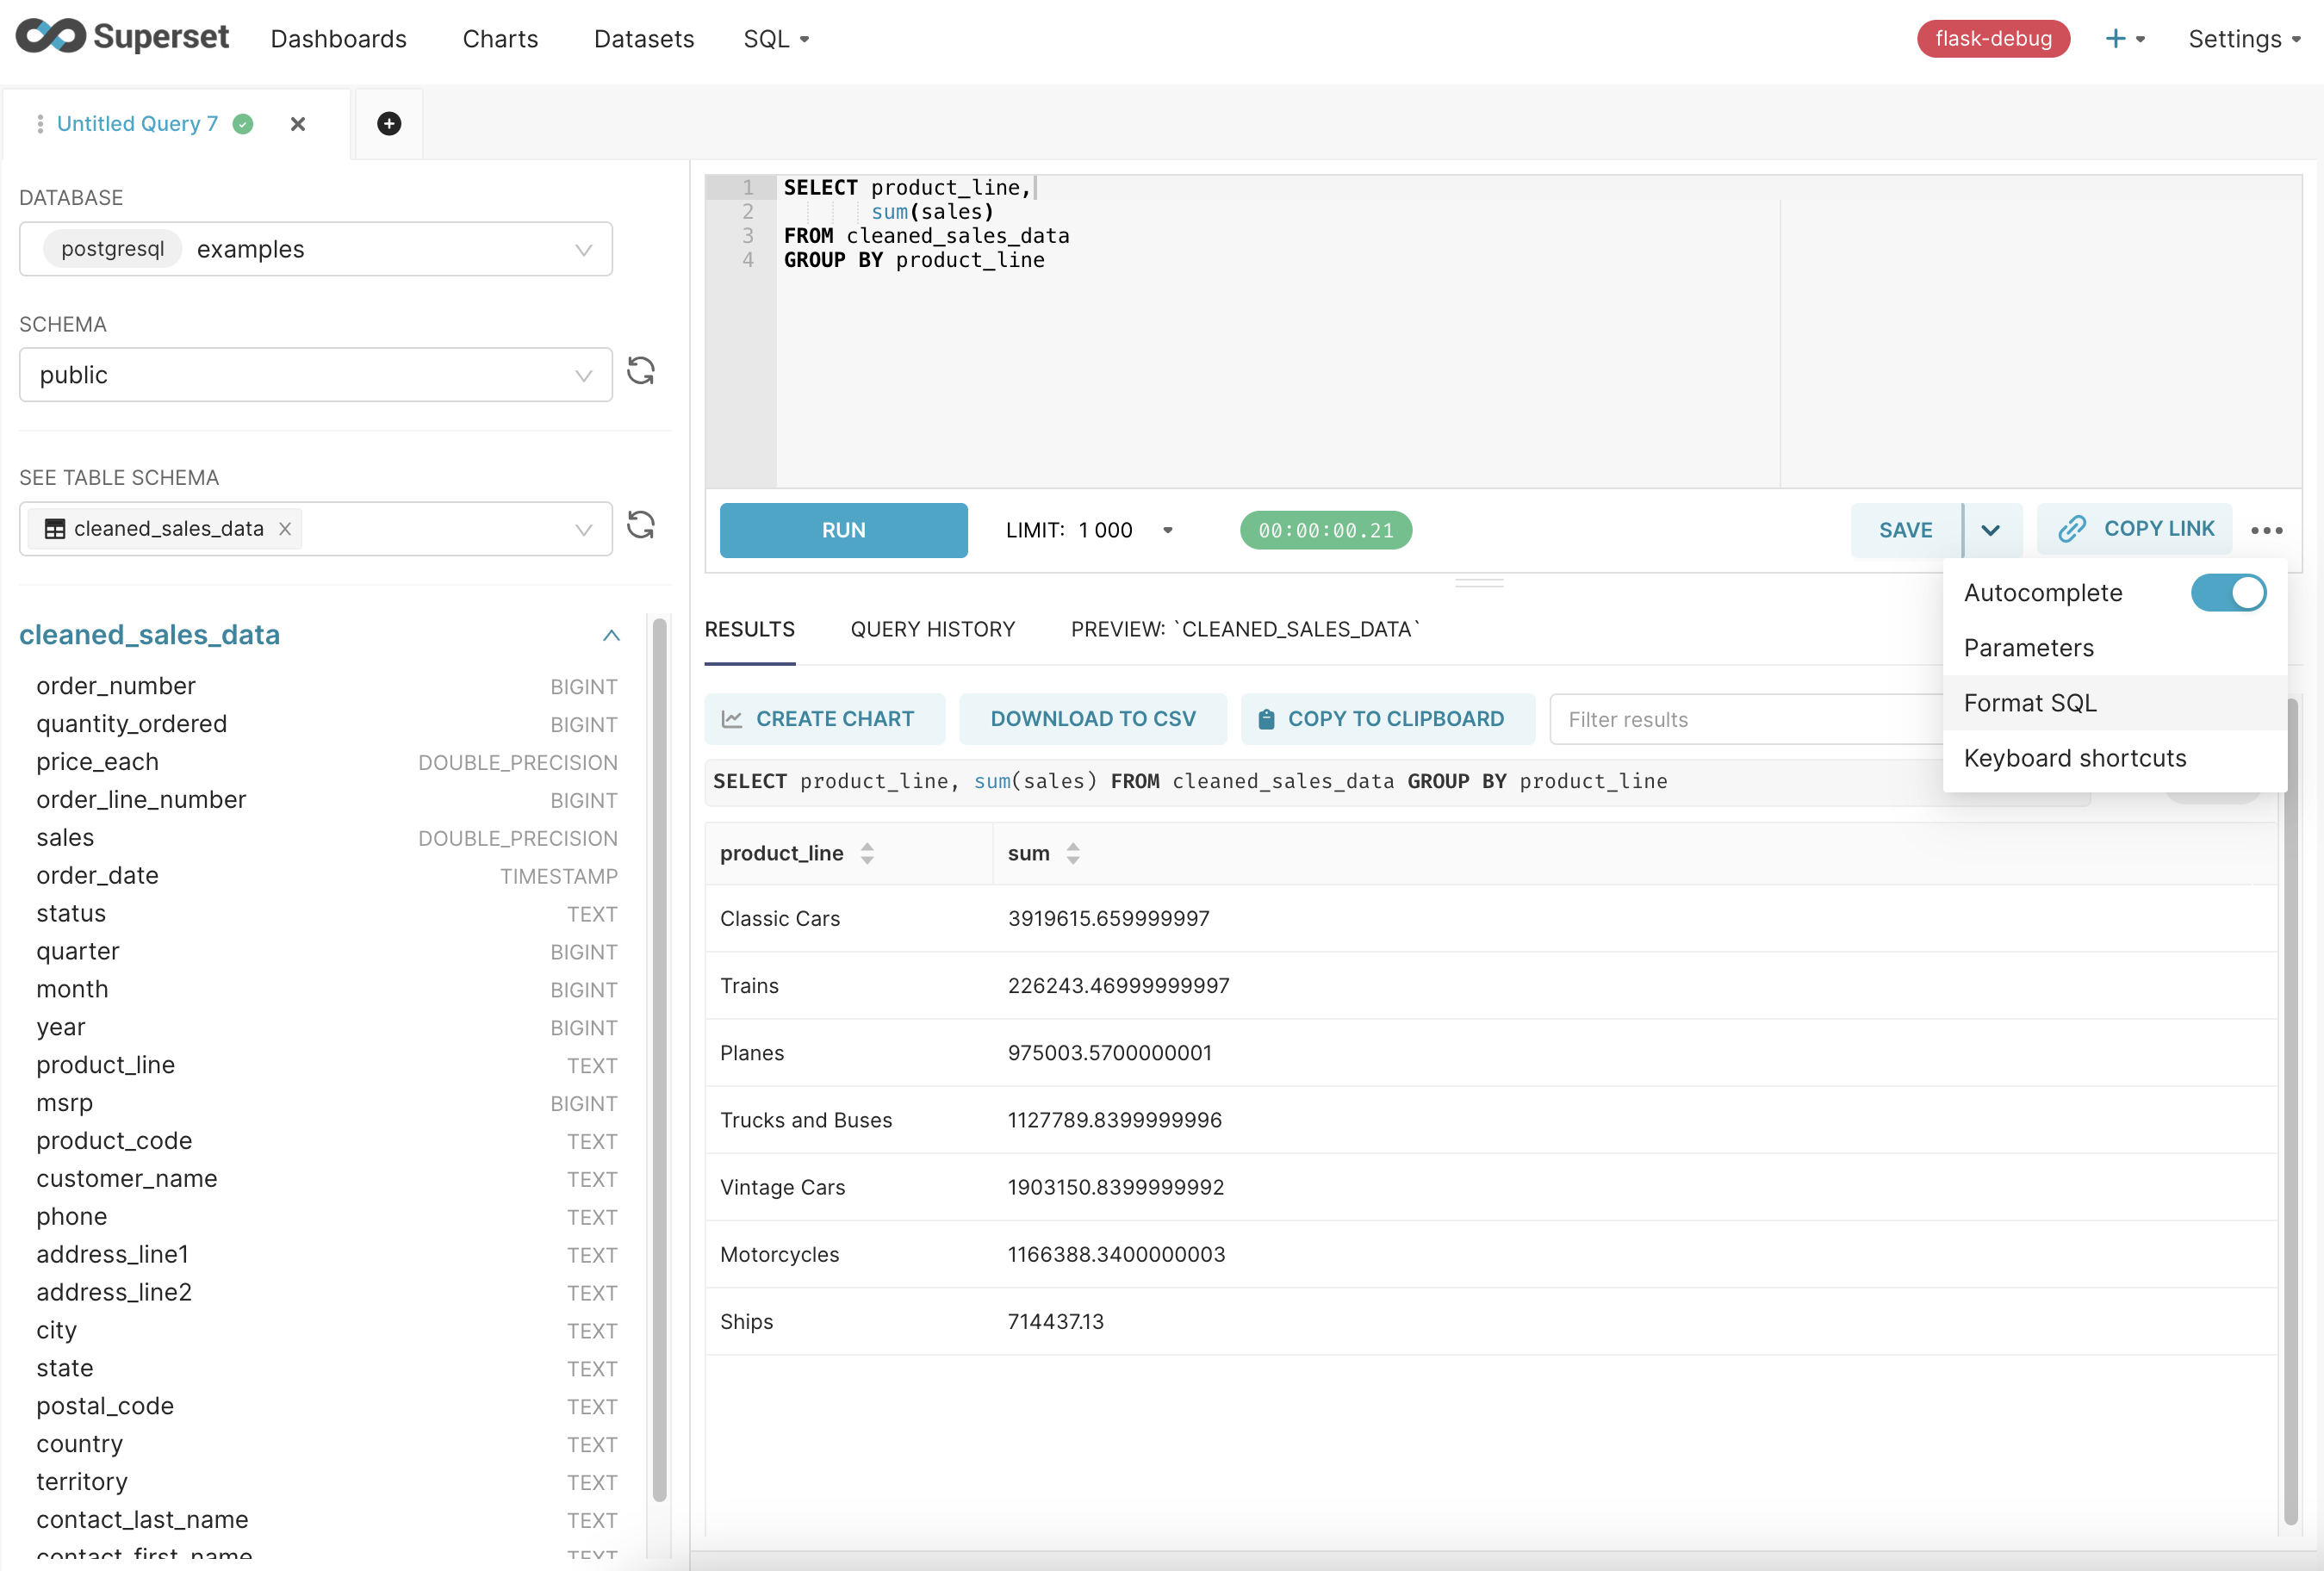 Superset Dashboards Charts Datasets SQL flask-debug + Settings
Untitled Query 7
DATABASE
postgresql examples
SCHEMA
public
SEE TABLE SCHEMA
cleaned_sales_data
cleaned_sales_data
order_number BIGINT
quantity_ordered BIGINT
price_each DOUBLE_PRECISION
order_line_number BIGINT
sales DOUBLE_PRECISION
order_date TIMESTAMP
status TEXT
quarter BIGINT
month BIGINT
year BIGINT
product_line TEXT
msrp BIGINT
product_code TEXT
customer_name TEXT
phone TEXT
address_line1 TEXT
address_line2 TEXT
city TEXT
state TEXT
postal_code TEXT
country TEXT
territory TEXT
contact_last_name TEXT
contact_first_name TEXT
1 SELECT product_line,
2 sum(sales)
3 FROM cleaned_sales_data
4 GROUP BY product_line
RUN LIMIT: 1 000 00:00:00.21 SAVE COPY LINK
Autocomplete
Parameters
Format SQL
Keyboard shortcuts
RESULTS QUERY HISTORY PREVIEW: `CLEANED_SALES_DATA`
CREATE CHART DOWNLOAD TO CSV COPY TO CLIPBOARD Filter results
SELECT product_line, sum(sales) FROM cleaned_sales_data GROUP BY product_line
product_line sum
Classic Cars 3919615.659999997
Trains 226243.46999999997
Planes 975003.5700000001
Trucks and Buses 1127789.8399999996
Vintage Cars 1903150.8399999992
Motorcycles 1166388.3400000003
Ships 714437.13